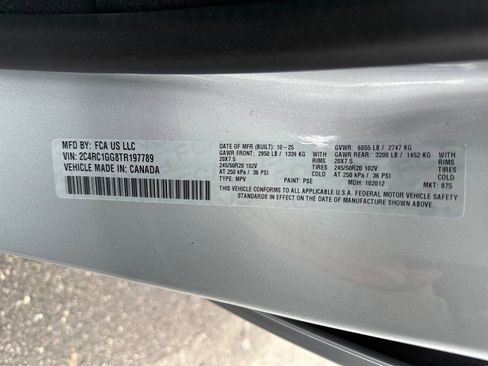 MFD BY: FCA US LLC
VIN: 2C4RC1GG8TR197789
VEHICLE MADE IN: CANADA
DATE OF MFR (BUILT): 10-25 GVWR: 6055 LB / 2747 KG
GAWR FRONT: 2950 LB / 1339 KG WITH GAWR REAR: 3200 LB / 1452 KG WITH
20X7.5 RIMS 20X7.5 RIMS
245/50R20 102V TIRES 245/50R20 102V TIRES
AT 250 kPa / 36 PSI COLD AT 250 kPa / 36 PSI COLD
TYPE: MPV PAINT: PSE MDH: 102012 MKT: 875
THIS VEHICLE CONFORMS TO ALL APPLICABLE U.S.A. FEDERAL MOTOR VEHICLE SAFETY
STANDARDS IN EFFECT ON THE DATE OF MANUFACTURE SHOWN ABOVE.